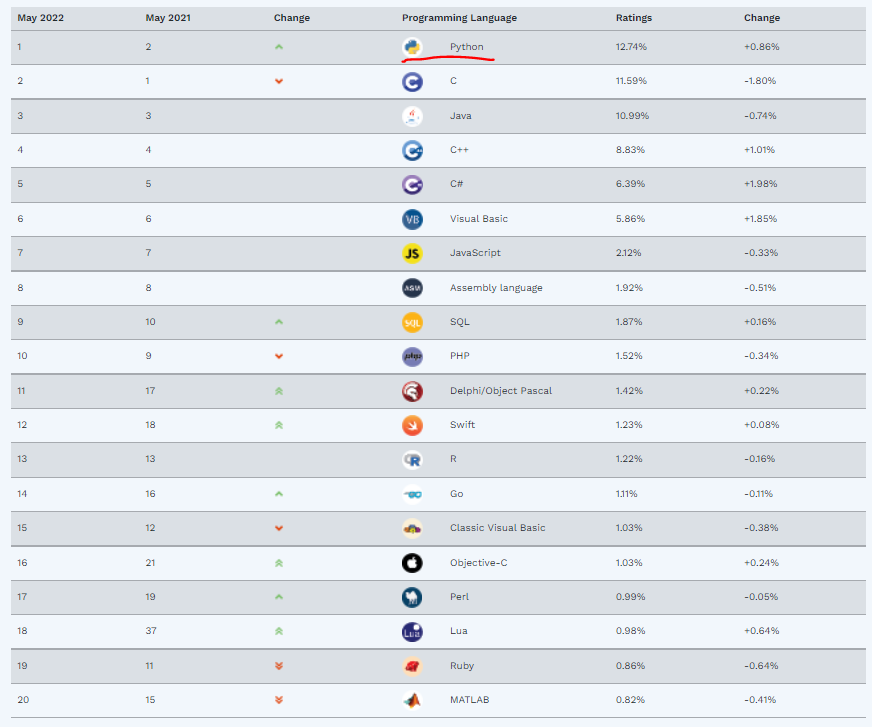 May 2022 May 2021 Change Programming Language Ratings Change
1 2 Python 12.74% +0.86%
2 1 C C 11.59% -1.80%
3 3 Java 10.99% -0.74%
4 4 C++ C++ 8.83% +1.01%
5 5 C C# 6.39% +1.98%
6 6 VB Visual Basic 5.86% +1.85%
7 7 JS JavaScript 2.12% -0.33%
8 8 ASM Assembly language 1.92% -0.51%
9 10 SQL SQL 1.87% +0.16%
10 9 php PHP 1.52% -0.34%
11 17 Delphi/Object Pascal 1.42% +0.22%
12 18 Swift 1.23% +0.08%
13 13 R R 1.22% -0.16%
14 16 GO Go 1.11% -0.11%
15 12 Classic Visual Basic 1.03% -0.38%
16 21 Objective-C 1.03% +0.24%
17 19 Perl 0.99% -0.05%
18 37 Lua Lua 0.98% +0.64%
19 11 Ruby 0.86% -0.64%
20 15 MATLAB 0.82% -0.41%